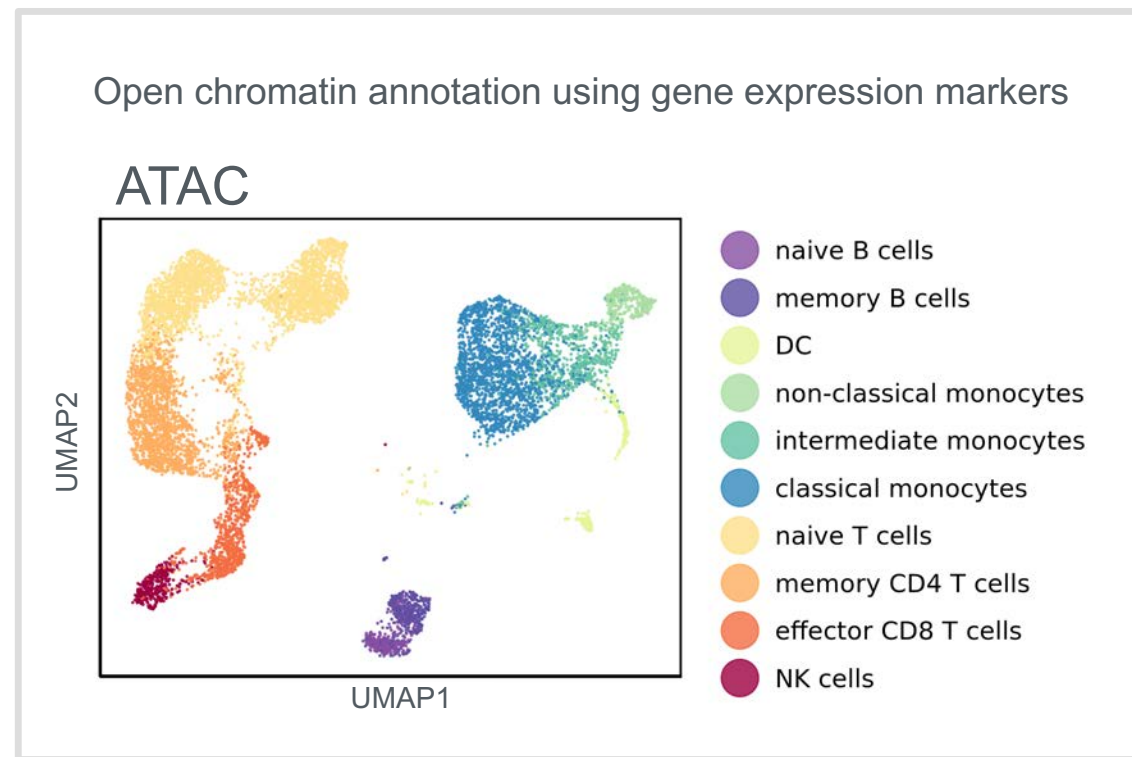 Open chromatin annotation using gene expression markers
ATAC
naive B cells
memory B cells
DC
non-classical monocytes
intermediate monocytes
classical monocytes
naive T cells
memory CD4 T cells
effector CD8 T cells
NK cells
UMAP2
UMAP1